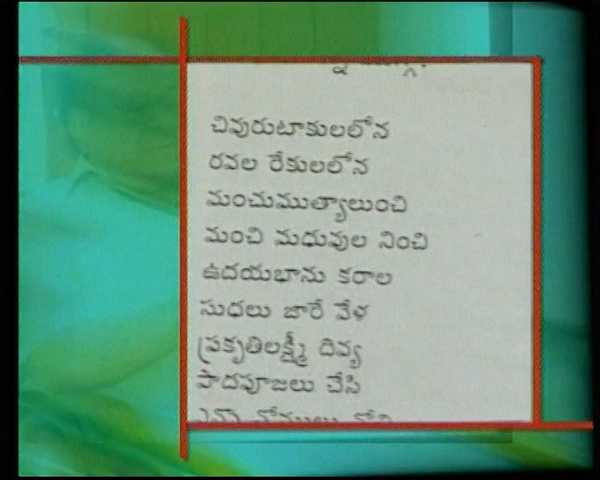 చివురుటాకులలోన
రవల రేకులలోన
మంచుముత్యాలుంచి
మంచి మధువుల నించి
ఉదయభాను కరాల
సుధలు జారే వేళ
ప్రకృతిలక్ష్మీ దివ్య
పాదపూజలు చేసి